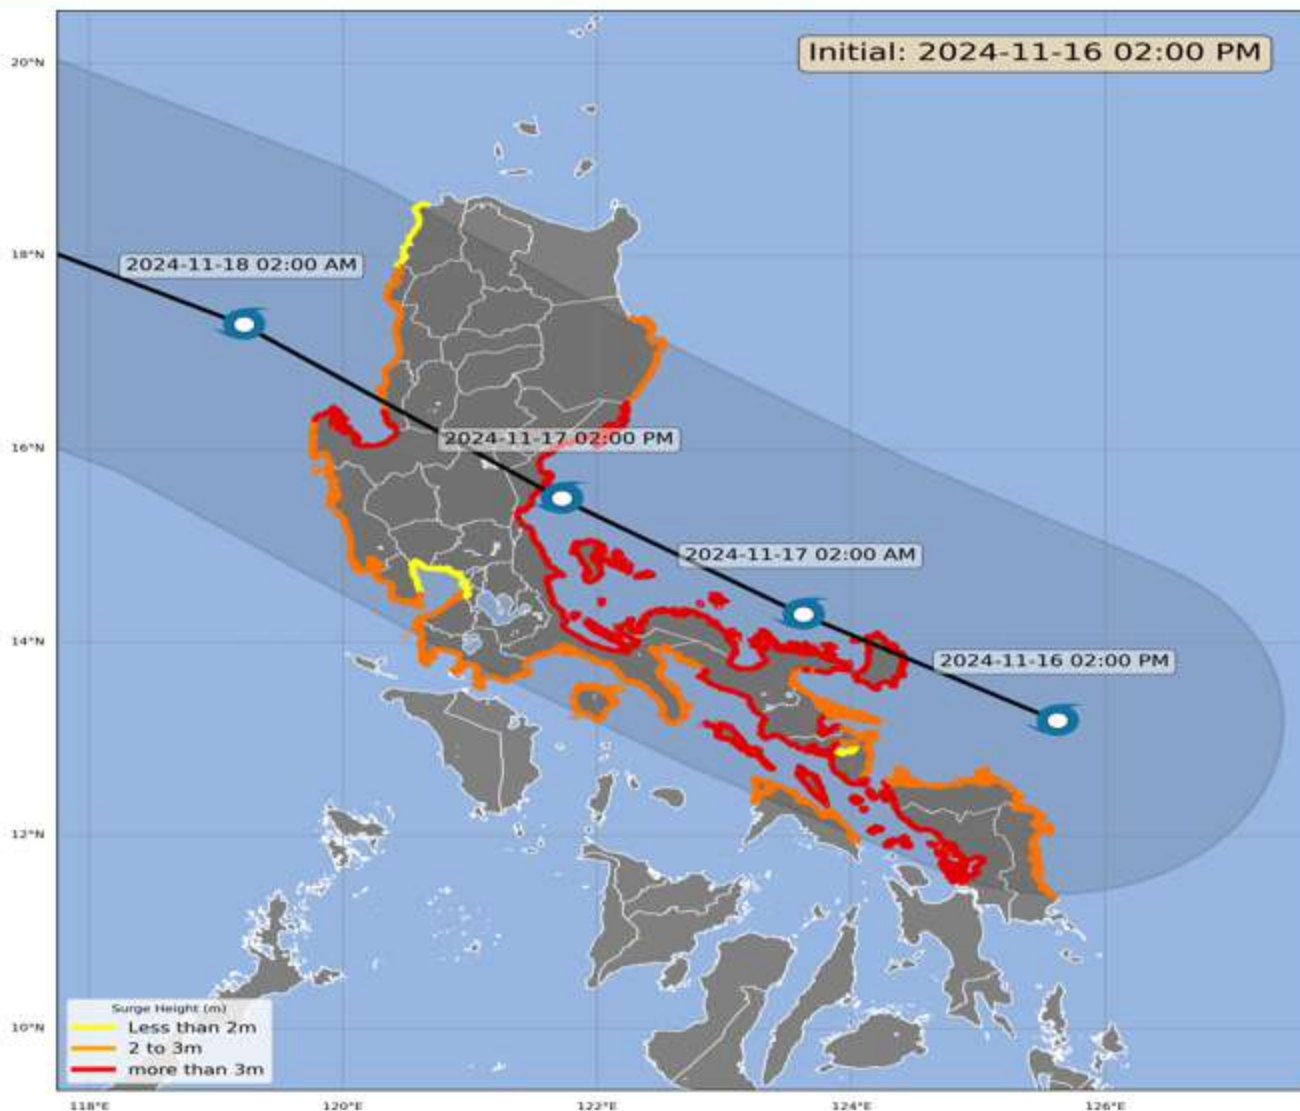 20°N
Initial: 2024-11-16 02:00 PM
18°N
2024-11-18 02:00 AM
16°N
2024-11-17 02:00 PM
2024-11-17 02:00 AM
14°N
2024-11-16 02:00 PM
12°N
10°N
Surge Height (m)
Less than 2m
2 to 3m
more than 3m
118°E
120°E
122°E
124°E
126°E